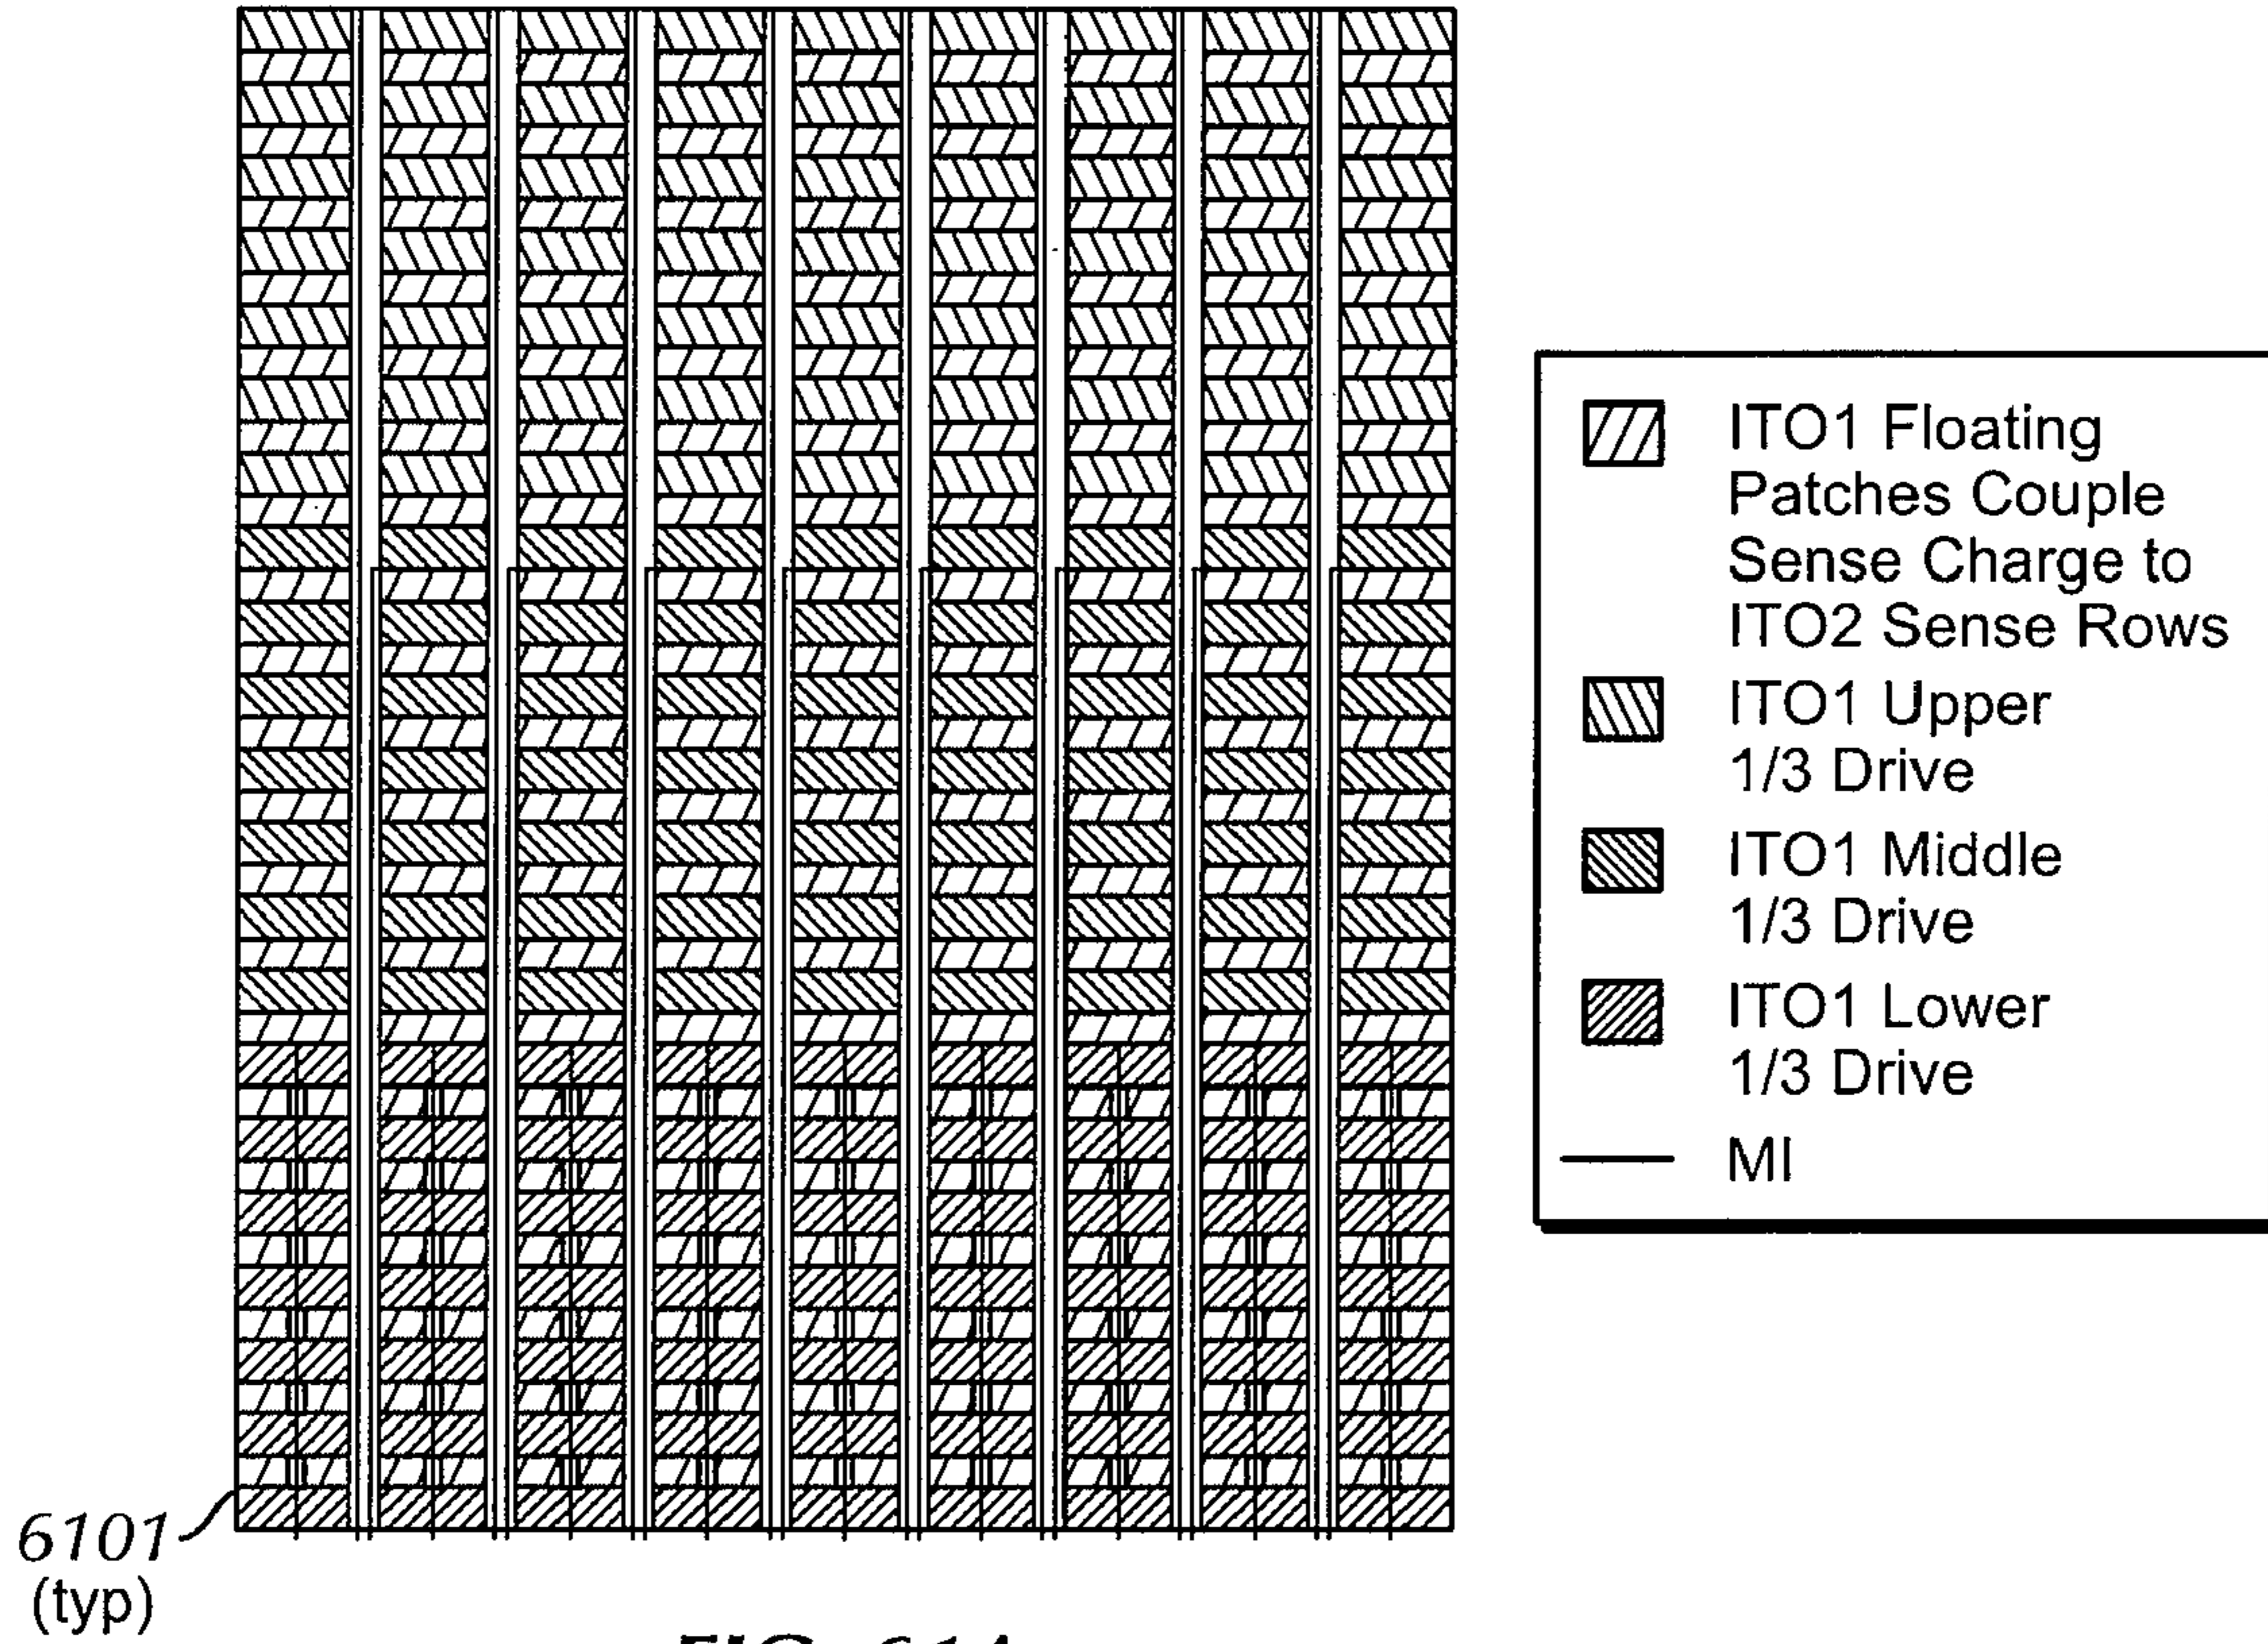 ITO1 Floating
Patches Couple
Sense Charge to
ITO2 Sense Rows
ITO1 Upper
1/3 Drive
ITO1 Middle
1/3 Drive
ITO1 Lower
1/3 Drive
MI
6101
(typ)